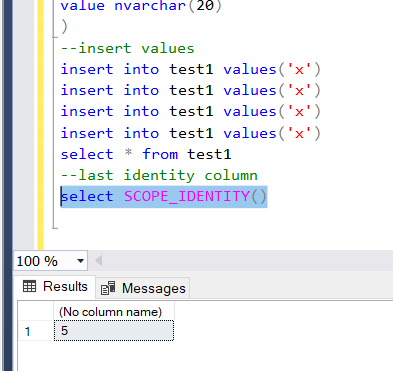 value nvarchar(20)
)
--insert values
insert into test1 values('x')
insert into test1 values('x')
insert into test1 values('x')
insert into test1 values('x')
select * from test1
--last identity column
select SCOPE_IDENTITY()
100 %
Results Messages
(No column name)
1 5